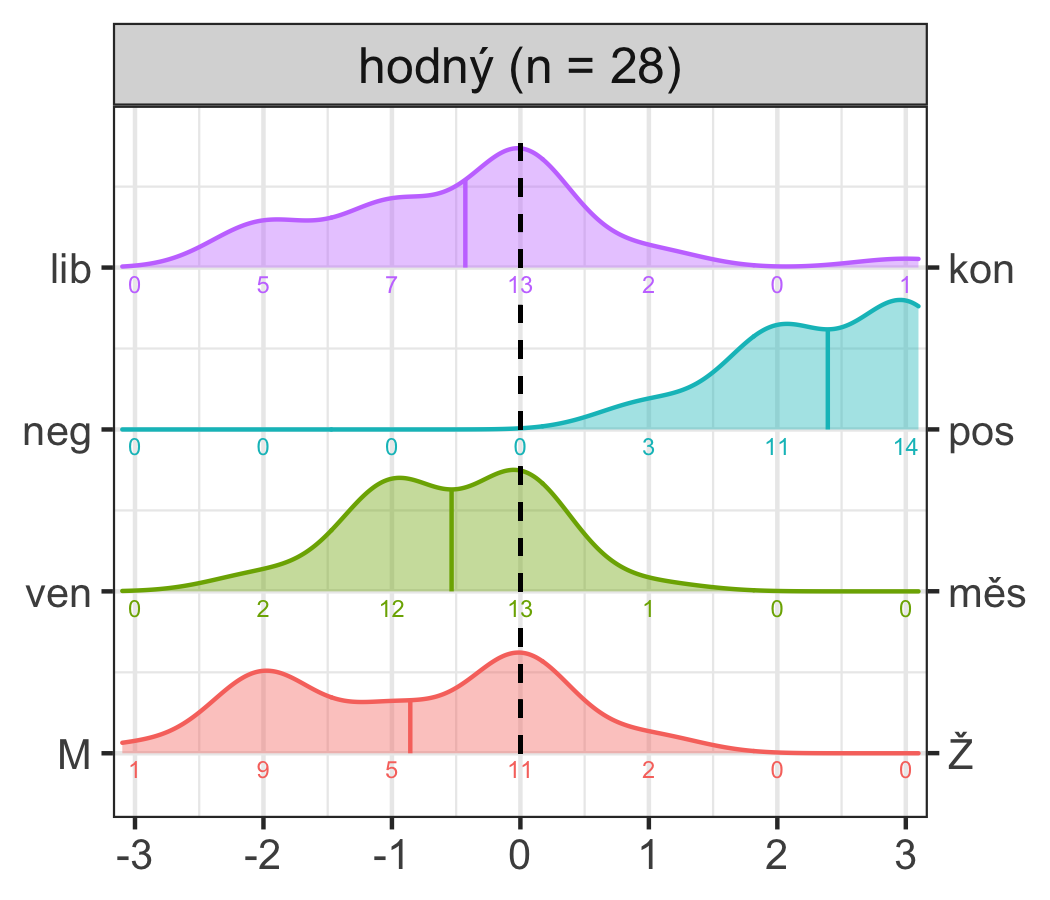 hodný (n = 28)
lib kon
0 5 7 13 2 0 1
neg pos
0 0 0 0 3 11 14
ven měs
0 2 12 13 1 0 0
M Ž
1 9 5 11 2 0 0
-3 -2 -1 0 1 2 3